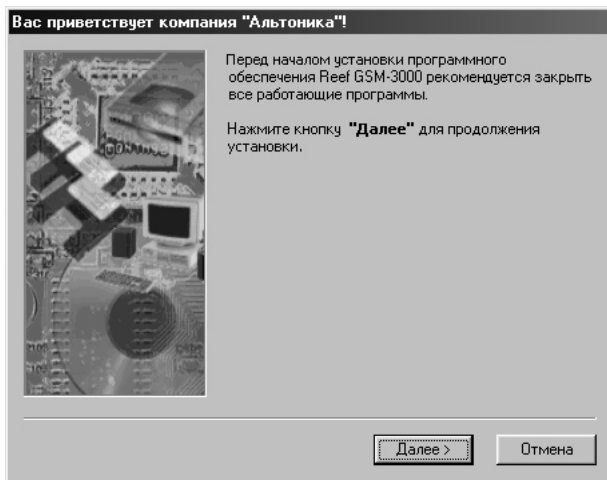 Вас приветствует компания "Альтоника"!
Перед началом установки программного
обеспечения Reef GSM-3000 рекомендуется закрыть
все работающие программы.
Нажмите кнопку "Далее" для продолжения
установки.
Далее >
Отмена